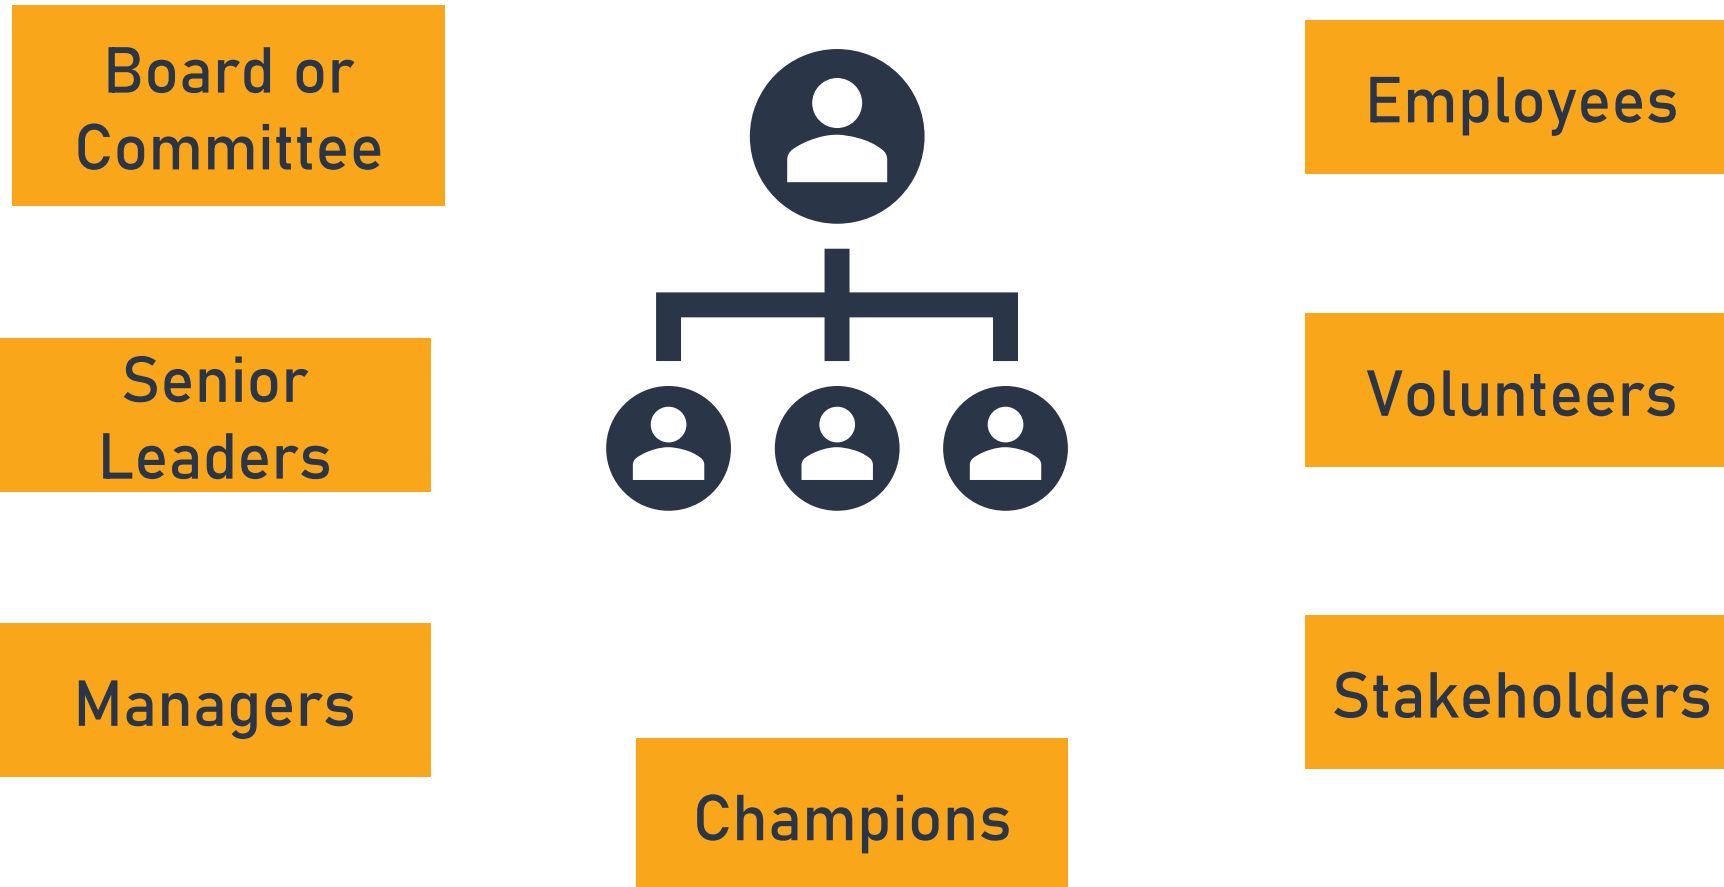 Board or
Committee
Senior
Leaders
Managers
Champions
Employees
Volunteers
Stakeholders